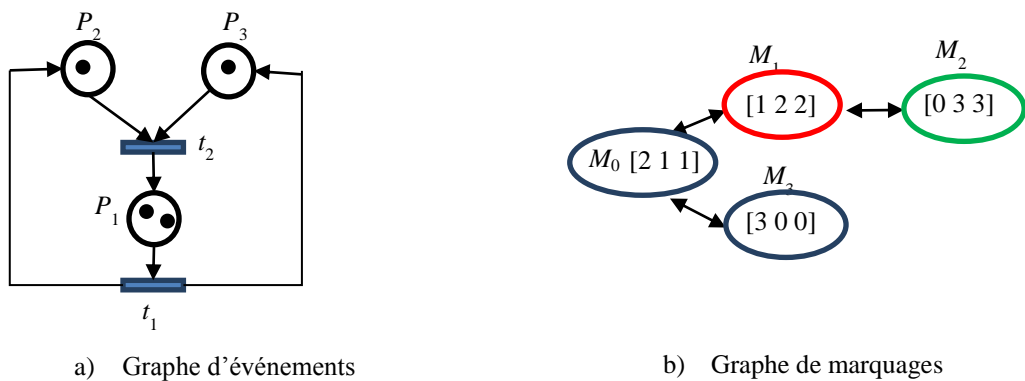 P2
P3
t2
P1
t1
a) Graphe d'événements
M1
[1 2 2]
M2
[0 3 3]
M0 [2 1 1]
M3
[3 0 0]
b) Graphe de marquages